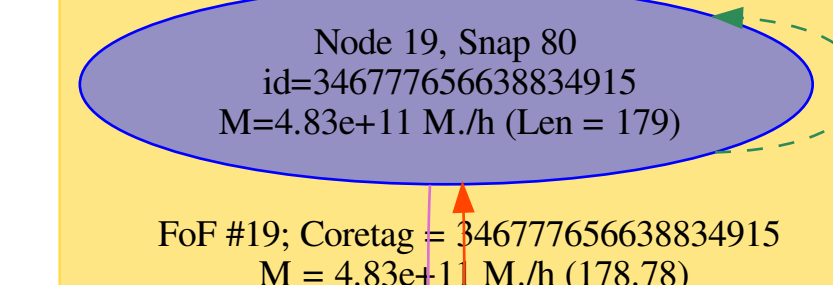 Node 19, Snap 80
id=346777656638834915
M=4.83e+11 M./h (Len = 179)
FoF #19; Coretag = 346777656638834915
M = 4.83e+11 M./h (178.78)